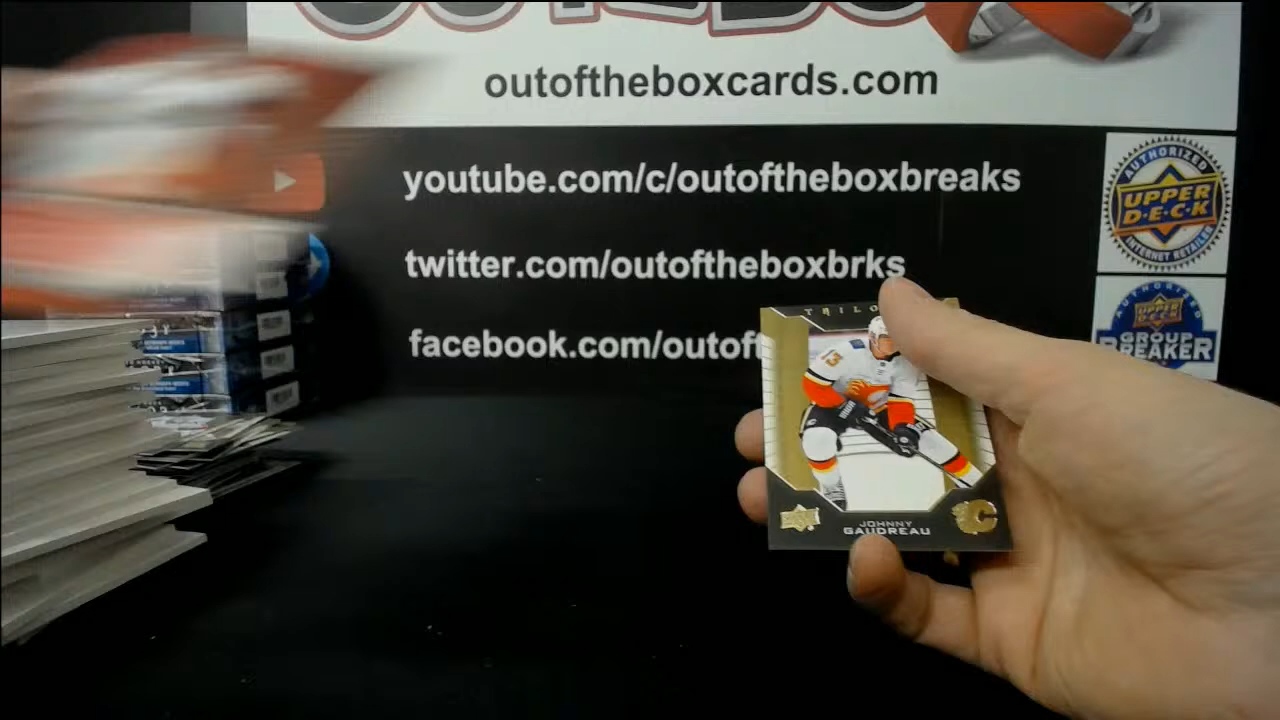 outoftheboxcards.com
youtube.com/c/outoftheboxbreaks
twitter.com/outoftheboxbrks
facebook.com/outoft
AUTHORIZED
UPPER
D·E·C·K
INTERNET RETAILER
AUTHORIZED
GROUP
BREAKER
TRILO
13
JOHNNY
GAUDREAU